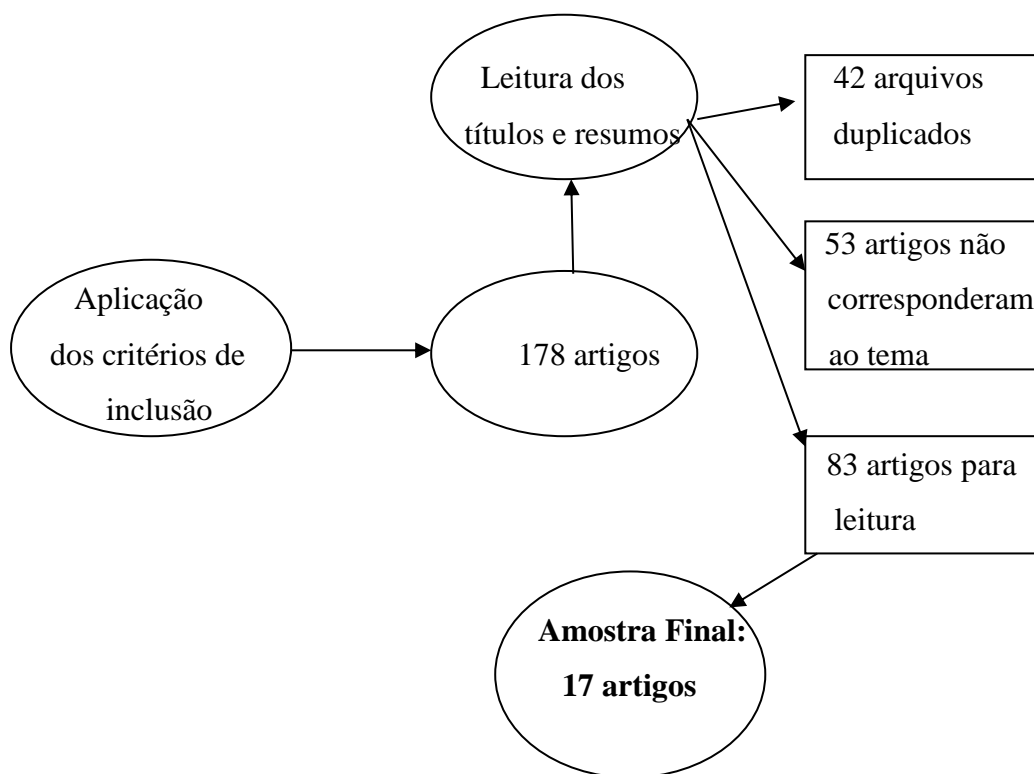 Leitura dos
títulos e resumos
42 arquivos
duplicados
53 artigos não
corresponderam
ao tema
Aplicação
dos critérios de
inclusão
178 artigos
83 artigos para
leitura
Amostra Final:
17 artigos